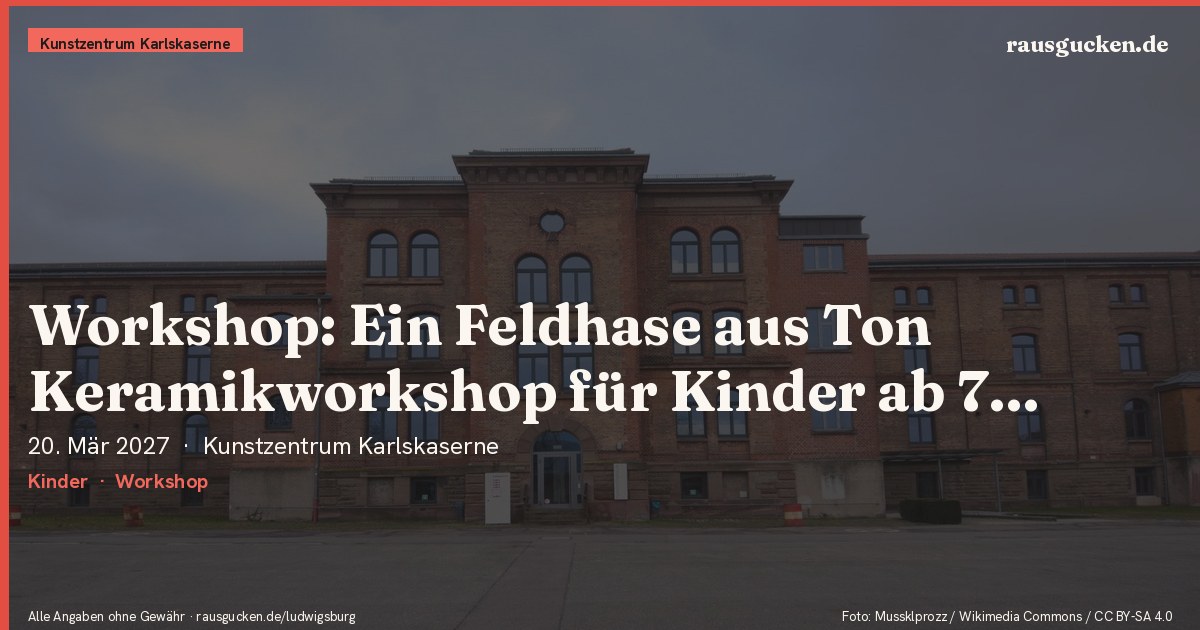 Kunstzentrum Karlskaserne
rausgucken.de
Workshop: Ein Feldhase aus Ton
Keramikworkshop für Kinder ab 7...
20. Mär 2027 · Kunstzentrum Karlskaserne
Kinder · Workshop
Alle Angaben ohne Gewähr · rausgucken.de/ludwigsburg
Foto: Mussklprozz / Wikimedia Commons / CC BY-SA 4.0